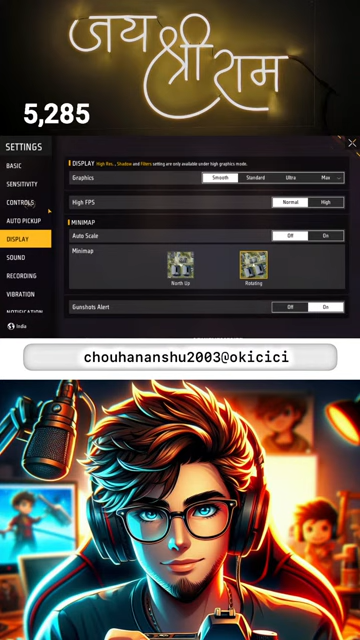 जय श्री राम
5,285
SETTINGS
BASIC
SENSITIVITY
CONTROLS
AUTO PICKUP
DISPLAY
SOUND
RECORDING
VIBRATION
NOTIFICATION
India
DISPLAY High Res., Shadow and Filters setting are only available under high graphics mode.
Graphics Smooth Standard Ultra Max
High FPS Normal High
MINIMAP
Auto Scale Off On
Minimap
North Up Rotating
Gunshots Alert Off On
chouhananshu2003@okicici